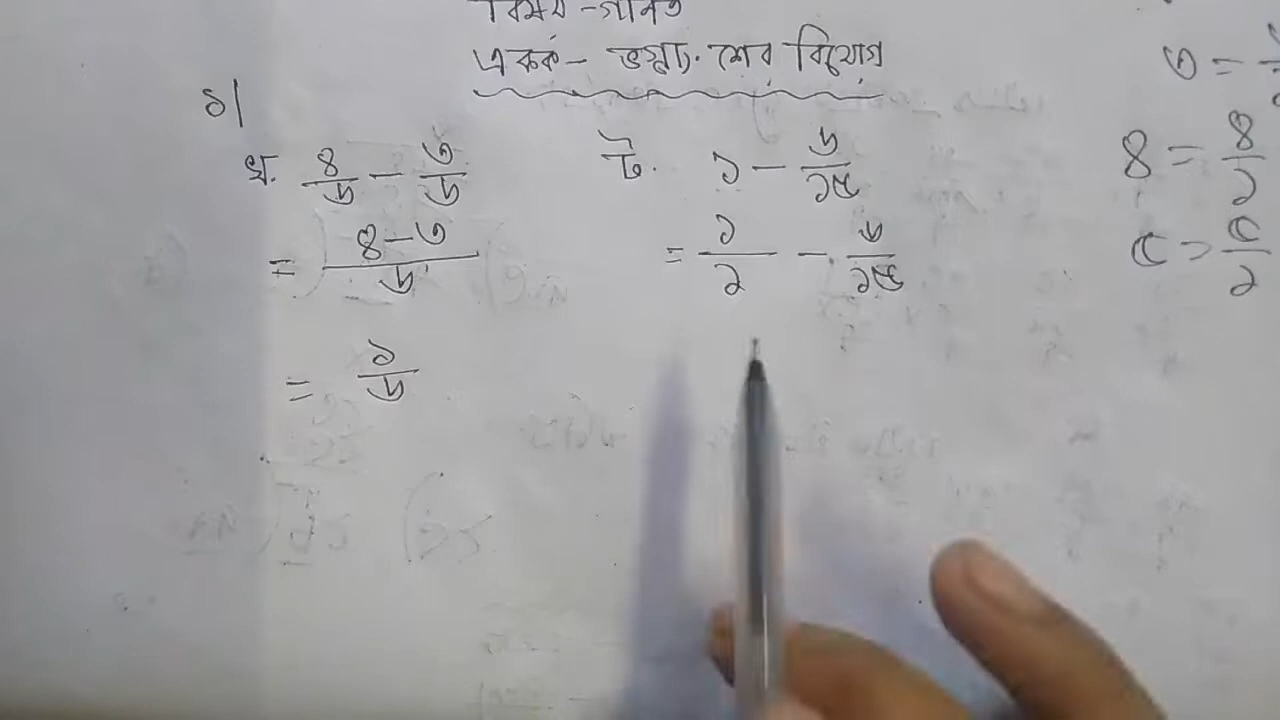 বিষয় - গণিত
একক - ভগ্নাংশের বিয়োগ
১।
খ. ৪/৬ - ৩/৬
= ৪-৩/৬
= ১/৬
ট. ১ - ৬/১৫
= ১/১ - ৬/১৫
৪ = ৪/১
৫ = ৫/১